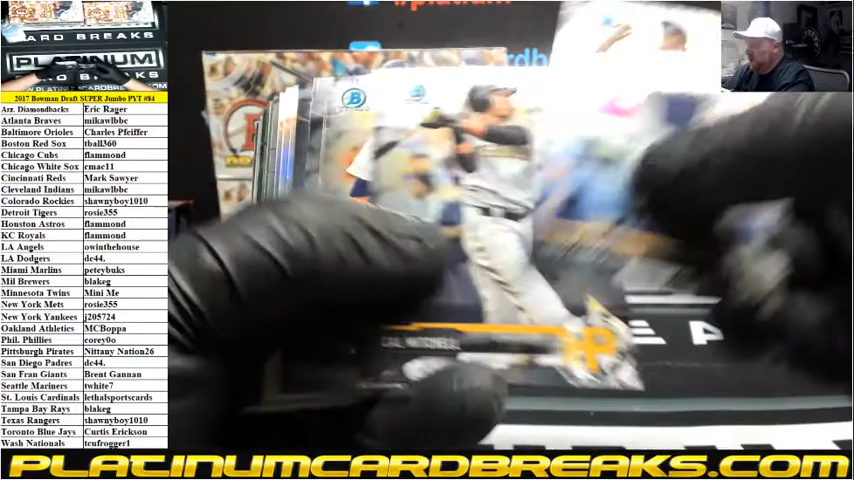 ARD BREAKS
PLATINUM
CARD BREAKS
2017 Bowman Draft SUPER Jumbo PYT #84
Arz. Diamondbacks Eric Rager
Atlanta Braves mikawlbbc
Baltimore Orioles Charles Pfeiffer
Boston Red Sox tball360
Chicago Cubs flammond
Chicago White Sox cmac11
Cincinnati Reds Mark Sawyer
Cleveland Indians mikawlbbc
Colorado Rockies shawnyboy1010
Detroit Tigers rosie355
Houston Astros flammond
KC Royals flammond
LA Angels owinthehouse
LA Dodgers dc44.
Miami Marlins peteybuks
Mil Brewers blakeg
Minnesota Twins Mini Me
New York Mets rosie355
New York Yankees j205724
Oakland Athletics MCBoppa
Phil. Phillies corey0o
Pittsburgh Pirates Nittany Nation26
San Diego Padres dc44.
San Fran Giants Brent Gannan
Seattle Mariners twhite7
St. Louis Cardinals lethalsportscards
Tampa Bay Rays blakeg
Texas Rangers shawnyboy1010
Toronto Blue Jays Curtis Erickson
Wash Nationals tcufrogger1
CAL MITCHELL
PLATINUMCARDBREAKS.COM